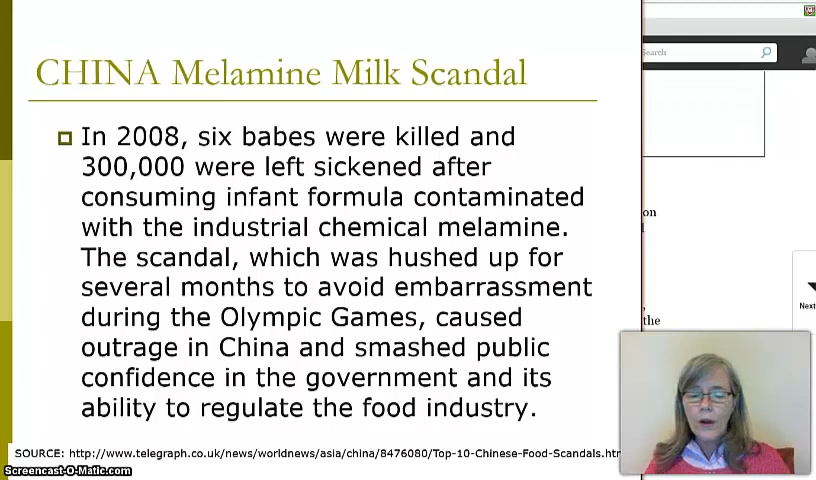 Search
CHINA Melamine Milk Scandal
In 2008, six babes were killed and
300,000 were left sickened after
consuming infant formula contaminated
with the industrial chemical melamine.
The scandal, which was hushed up for
several months to avoid embarrassment
during the Olympic Games, caused
outrage in China and smashed public
confidence in the government and its
ability to regulate the food industry.
on
Next
the
SOURCE: http://www.telegraph.co.uk/news/worldnews/asia/china/8476080/Top-10-Chinese-Food-Scandals.htm
Screencast-O-Matic.com